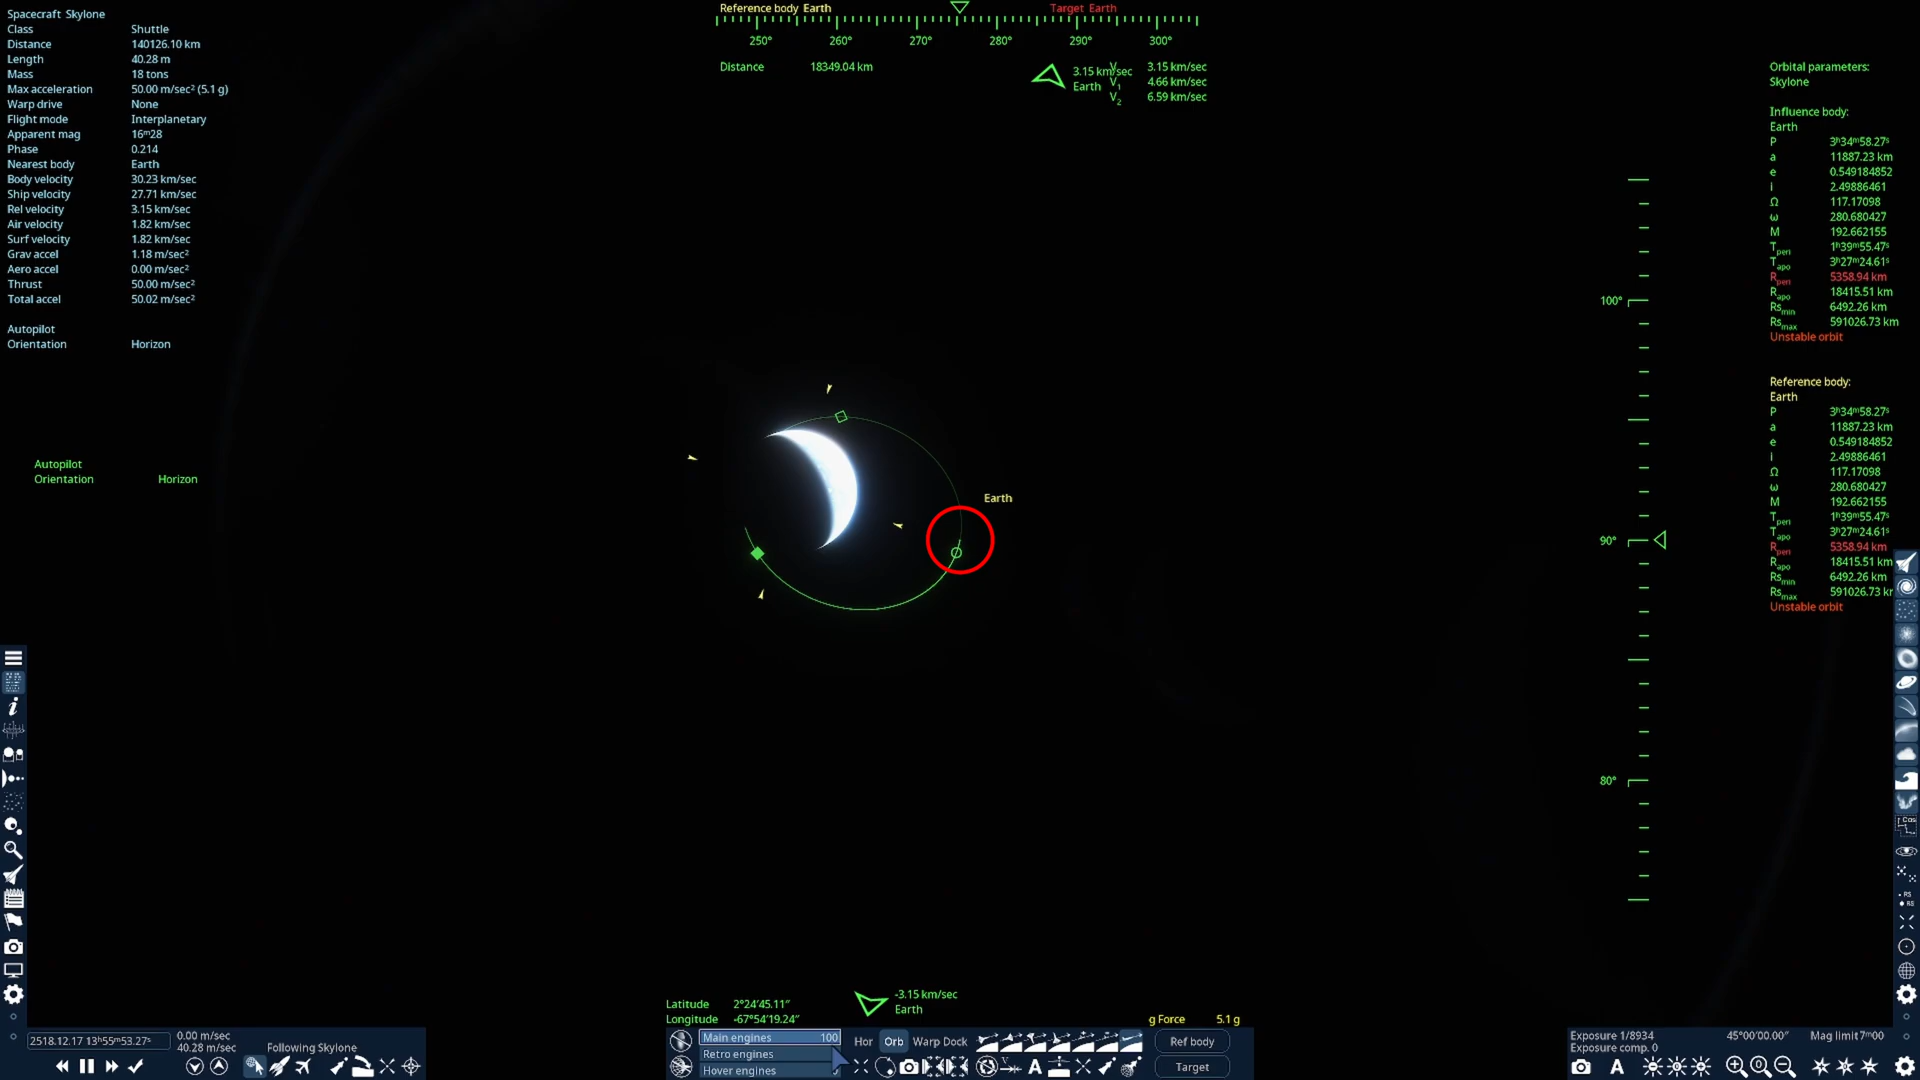 Spacecraft Skylone
Class Shuttle
Distance 140126.10 km
Length 40.28 m
Mass 18 tons
Max acceleration 50.00 m/sec² (5.1 g)
Warp drive None
Flight mode Interplanetary
Apparent mag 16ᵐ28
Phase 0.214
Nearest body Earth
Body velocity 30.23 km/sec
Ship velocity 27.71 km/sec
Rel velocity 3.15 km/sec
Air velocity 1.82 km/sec
Surf velocity 1.82 km/sec
Grav accel 1.18 m/sec²
Aero accel 0.00 m/sec²
Thrust 50.00 m/sec²
Total accel 50.02 m/sec²
Autopilot
Orientation Horizon
Autopilot
Orientation Horizon
Reference body Earth
Target Earth
250° 260° 270° 280° 290° 300°
Distance 18349.04 km
3.15 km/sec
Earth
V 3.15 km/sec
V₁ 4.66 km/sec
V₂ 6.59 km/sec
Orbital parameters:
Skylone
Influence body:
Earth
P 3ʰ34ᵐ58.27ˢ
a 11887.23 km
e 0.549184852
i 2.49886461
Ω 117.17098
ω 280.680427
M 192.662155
Tperi 1ʰ39ᵐ55.47ˢ
Tapo 3ʰ27ᵐ24.61ˢ
Rperi 5358.94 km
Rapo 18415.51 km
Rsmin 6492.26 km
Rsmax 591026.73 km
Unstable orbit
Reference body:
Earth
P 3ʰ34ᵐ58.27ˢ
a 11887.23 km
e 0.549184852
i 2.49886461
Ω 117.17098
ω 280.680427
M 192.662155
Tperi 1ʰ39ᵐ55.47ˢ
Tapo 3ʰ27ᵐ24.61ˢ
Rperi 5358.94 km
Rapo 18415.51 km
Rsmin 6492.26 km
Rsmax 591026.73 kr
Unstable orbit
100°
90°
80°
Earth
-3.15 km/sec
Earth
Latitude 2°24′45.11″
Longitude -67°54′19.24″
g Force 5.1 g
2518.12.17 13ʰ55ᵐ53.27ˢ
0.00 m/sec
40.28 m/sec
Following Skylone
Main engines 100
Retro engines
Hover engines
Hor Orb Warp Dock
Ref body
Target
A
Exposure 1/8934
Exposure comp. 0
45°00′00.00″
Mag limit 7ᵐ00
A
RS
RS